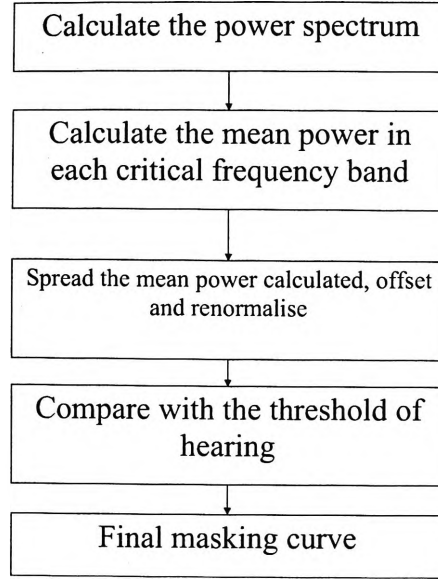 Calculate the power spectrum
Calculate the mean power in
each critical frequency band
Spread the mean power calculated, offset
and renormalise
Compare with the threshold of
hearing
Final masking curve